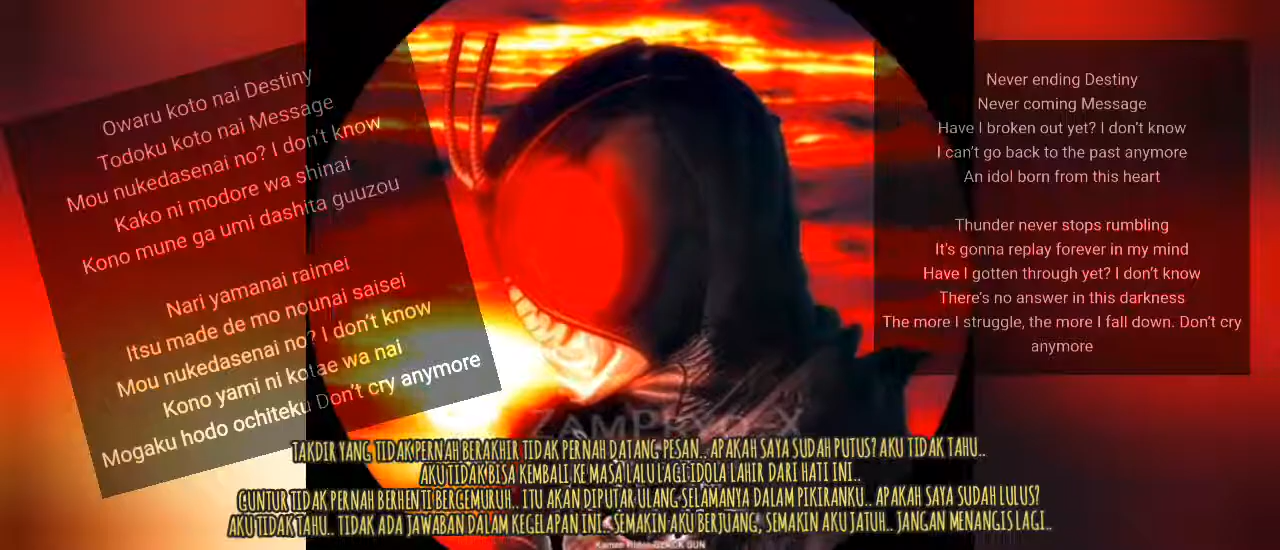 Owaru koto nai Destiny
Todoku koto nai Message
Mou nukedasenai no? I don't know
Kako ni modore wa shinai
Kono mune ga umi dashita guuzou
Nari yamanai raimei
Itsu made de mo nounai saisei
Mou nukedasenai no? I don't know
Kono yami ni kotae wa nai
Mogaku hodo ochiteku Don't cry anymore
Never ending Destiny
Never coming Message
Have I broken out yet? I don't know
I can't go back to the past anymore
An idol born from this heart
Thunder never stops rumbling
It's gonna replay forever in my mind
Have I gotten through yet? I don't know
There's no answer in this darkness
The more I struggle, the more I fall down. Don't cry
anymore
TAKDIR YANG TIDAK PERNAH BERAKHIR TIDAK PERNAH DATANG PESAN.. APAKAH SAYA SUDAH PUTUS? AKU TIDAK TAHU..
AKU TIDAK BISA KEMBALI KE MASA LALU LAGI IDOLA LAHIR DARI HATI INI..
GUNTUR TIDAK PERNAH BERHENTI BERGEMURUH.. ITU AKAN DIPUTAR ULANG SELAMANYA DALAM PIKIRANKU.. APAKAH SAYA SUDAH LULUS?
AKU TIDAK TAHU.. TIDAK ADA JAWABAN DALAM KEGELAPAN INI.. SEMAKIN AKU BERJUANG, SEMAKIN AKU JATUH.. JANGAN MENANGIS LAGI..
Kamen Rider BLACK SUN